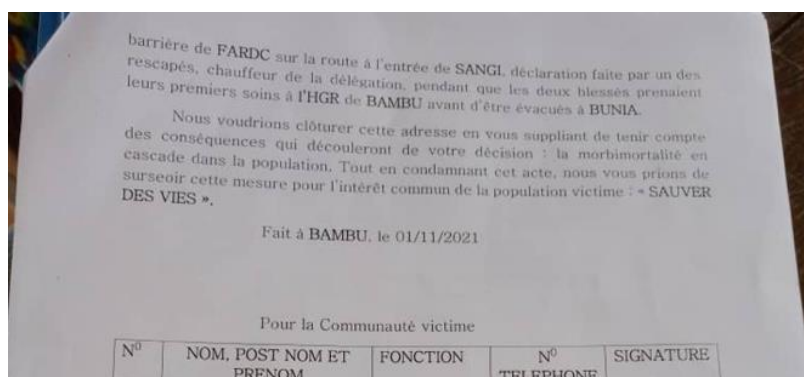 barrière de FARDC sur la route à l'entrée de SANGI, déclaration faite par un des
rescapés, chauffeur de la délégation, pendant que les deux blessés prenaient
leurs premiers soins à l'HGR de BAMBU avant d'être évacués à BUNIA.
Nous voudrions clôturer cette adresse en vous suppliant de tenir compte
des conséquences qui découleront de votre décision : la morbimortalité en
cascade dans la population. Tout en condamnant cet acte, nous vous prions de
surseoir cette mesure pour l'intérêt commun de la population victime : « SAUVER
DES VIES ».
Fait à BAMBU, le 01/11/2021
Pour la Communauté victime
N⁰ NOM, POST NOM ET FONCTION N⁰ SIGNATURE
PRENOM TELEPHONE